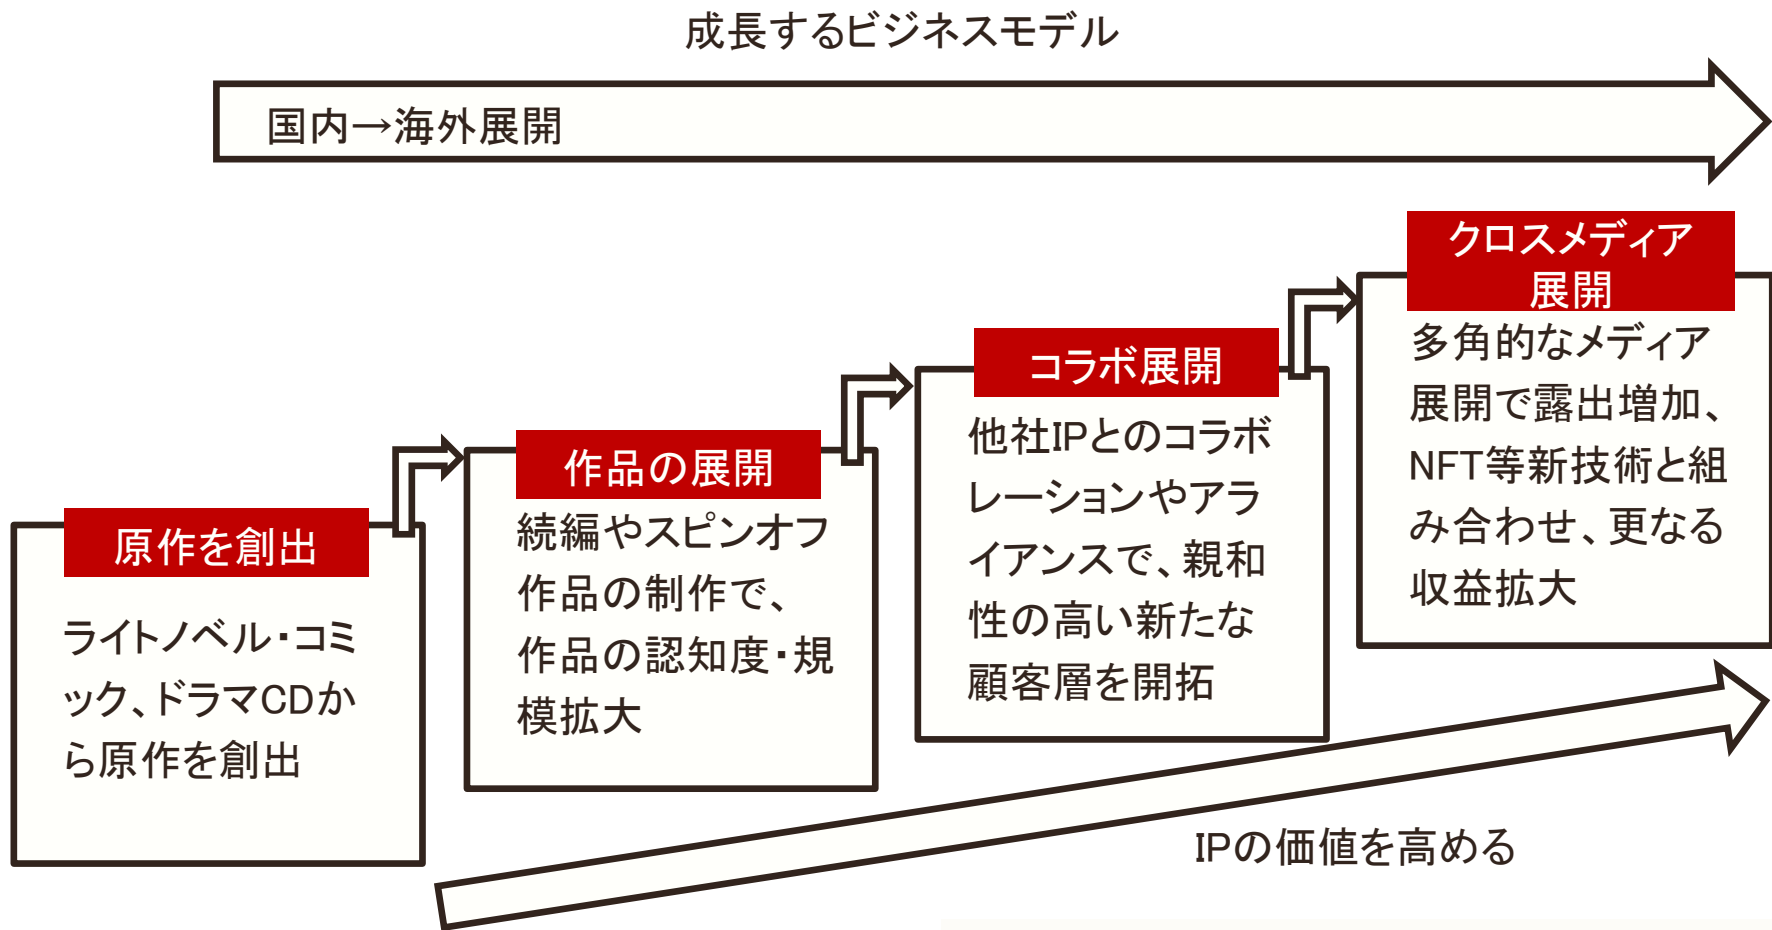 成長するビジネスモデル
国内→海外展開
原作を創出
ライトノベル・コミ
ック、ドラマCDか
ら原作を創出
作品の展開
続編やスピンオフ
作品の制作で、
作品の認知度・規
模拡大
コラボ展開
他社IPとのコラボ
レーションやアラ
イアンスで、親和
性の高い新たな
顧客層を開拓
クロスメディア
展開
多角的なメディア
展開で露出増加、
NFT等新技術と組
み合わせ、更なる
収益拡大
IPの価値を高める